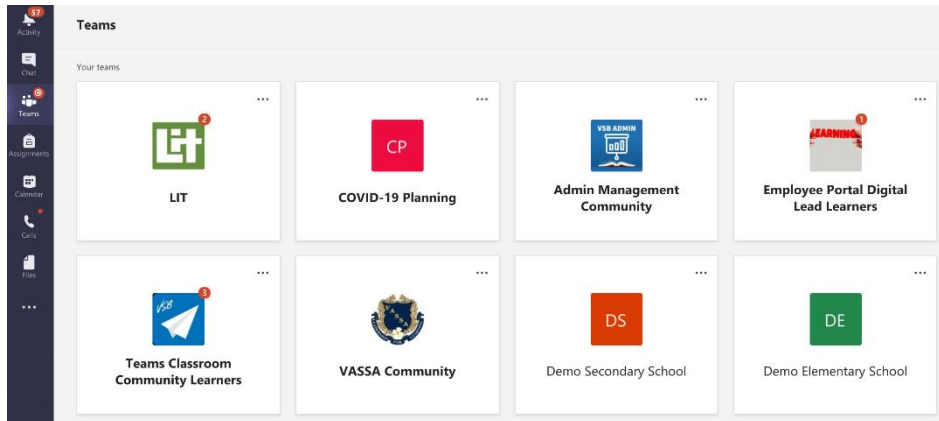 57
Activity
Teams
Chat
Your teams
Teams
Assignments
Calendar
Calls
Files
...
...
...
...
...
2
Lit
CP
VSB ADMIN
1
LEARNING
LIT
COVID-19 Planning
Admin Management
Community
Employee Portal Digital
Lead Learners
...
...
...
...
VSB
3
VASSA
DS
DE
Teams Classroom
Community Learners
VASSA Community
Demo Secondary School
Demo Elementary School